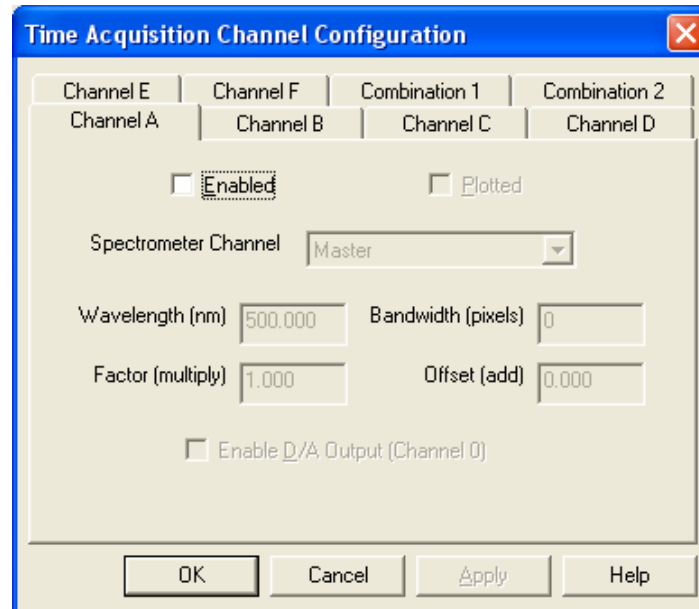 Time Acquisition Channel Configuration
Channel E Channel F Combination 1 Combination 2
Channel A Channel B Channel C Channel D
Enabled Plotted
Spectrometer Channel Master
Wavelength (nm) 500.000 Bandwidth (pixels) 0
Factor (multiply) 1.000 Offset (add) 0.000
Enable D/A Output (Channel 0)
OK Cancel Apply Help